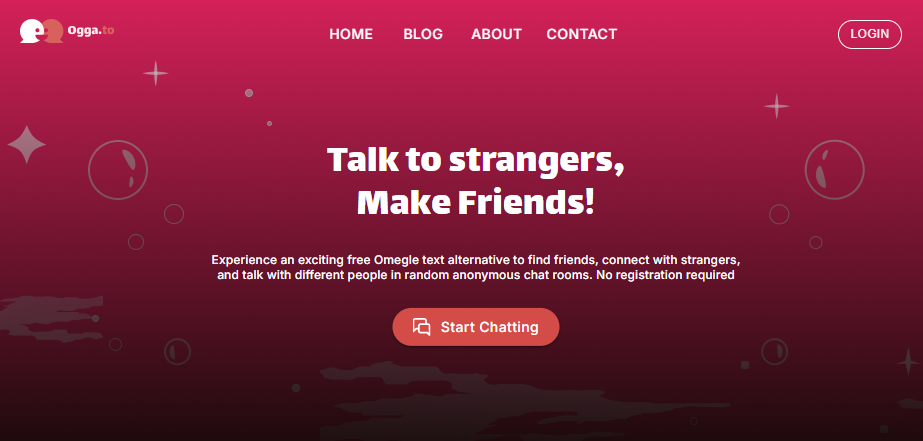 Ogga.to
HOME BLOG ABOUT CONTACT
LOGIN
Talk to strangers,
Make Friends!
Experience an exciting free Omegle text alternative to find friends, connect with strangers,
and talk with different people in random anonymous chat rooms. No registration required
Start Chatting